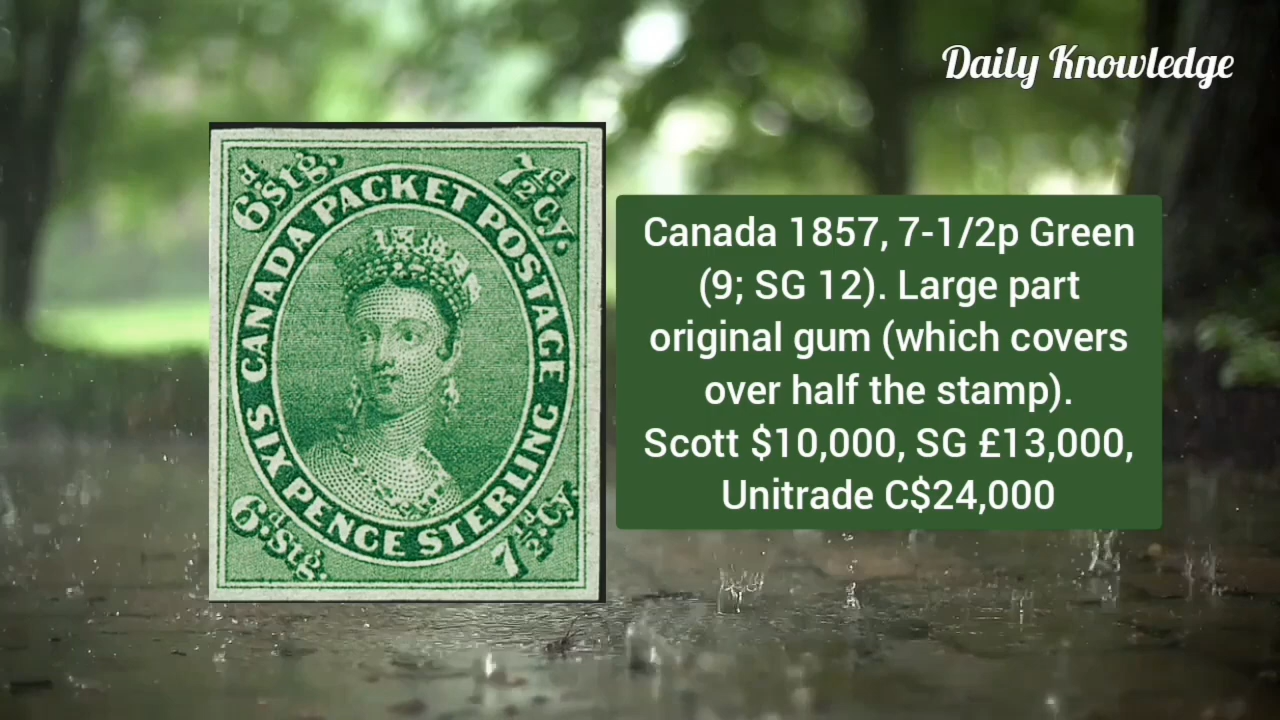 Daily Knowledge
6d Stg.
7½d Cy.
CANADA PACKET POSTAGE
SIX PENCE STERLING
6d Stg.
7½d Cy.
Canada 1857, 7-1/2p Green
(9; SG 12). Large part
original gum (which covers
over half the stamp).
Scott $10,000, SG £13,000,
Unitrade C$24,000